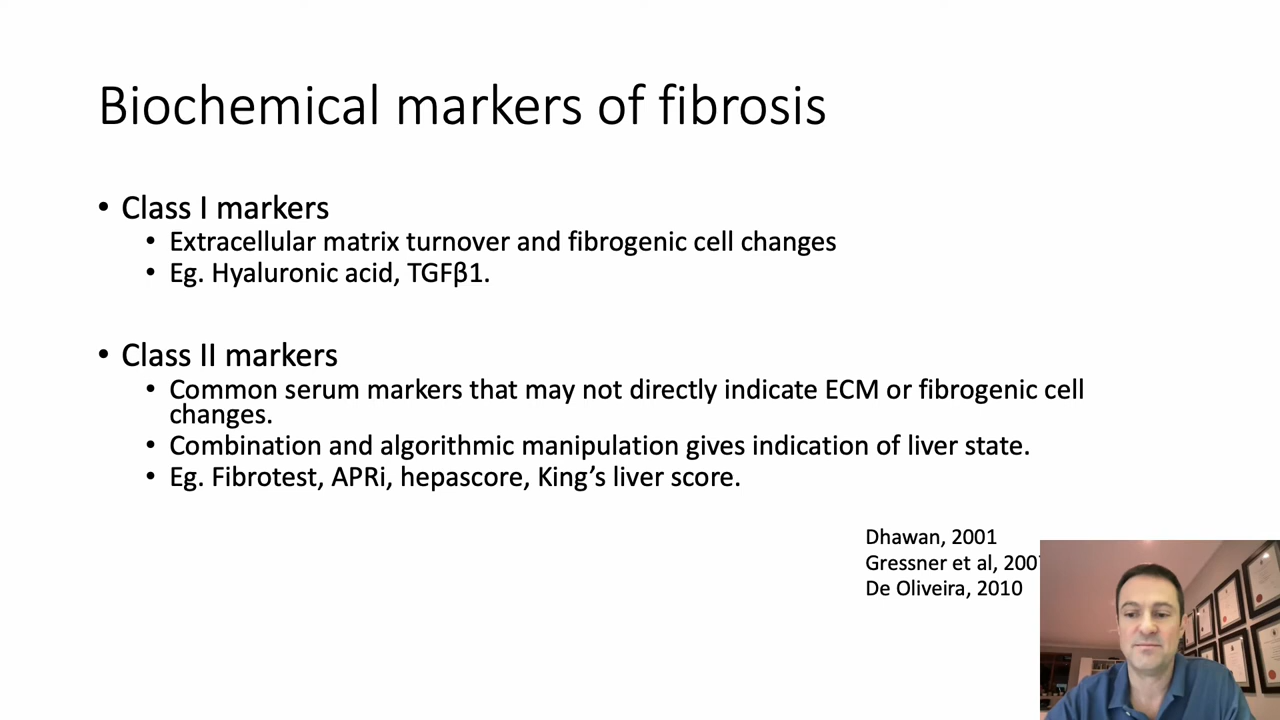 Biochemical markers of fibrosis
• Class I markers
• Extracellular matrix turnover and fibrogenic cell changes
• Eg. Hyaluronic acid, TGFβ1.
• Class II markers
• Common serum markers that may not directly indicate ECM or fibrogenic cell
changes.
• Combination and algorithmic manipulation gives indication of liver state.
• Eg. Fibrotest, APRi, hepascore, King’s liver score.
Dhawan, 2001
Gressner et al,
De Oliveira, 2010